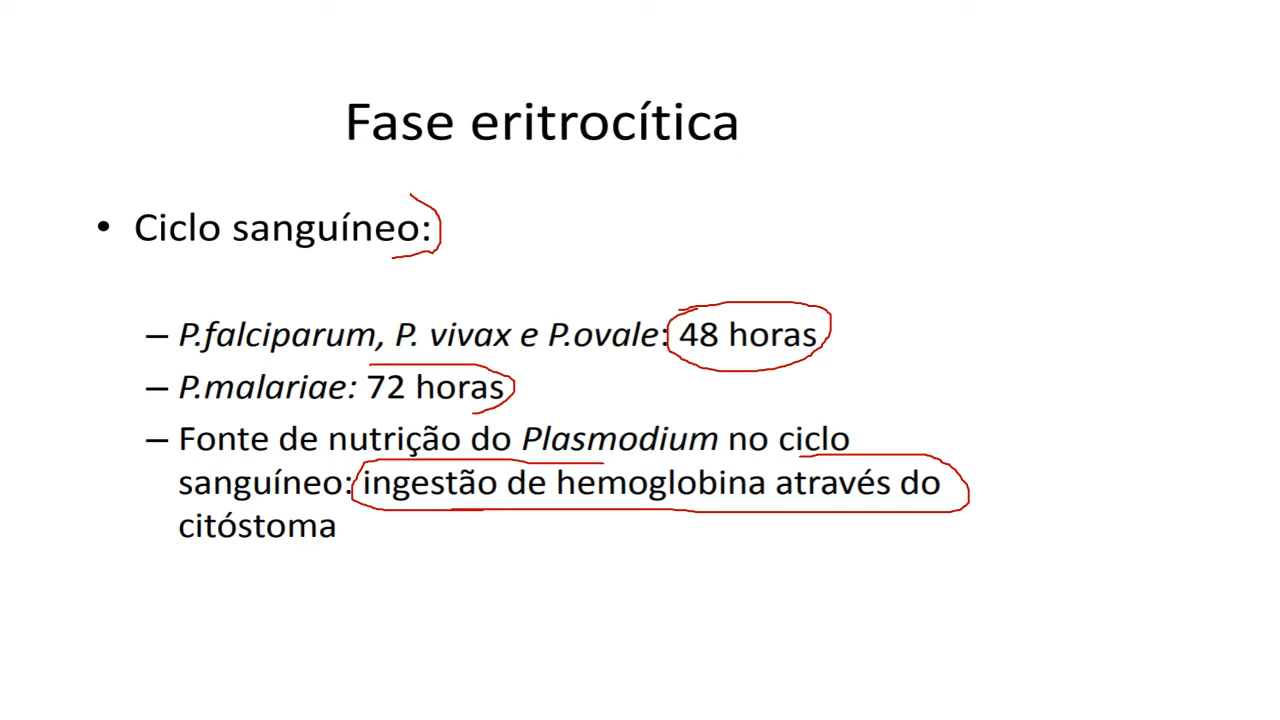 Fase eritrocítica
• Ciclo sanguíneo:
– P.falciparum, P. vivax e P.ovale: 48 horas
– P.malariae: 72 horas
– Fonte de nutrição do Plasmodium no ciclo
sanguíneo: ingestão de hemoglobina através do
citóstoma